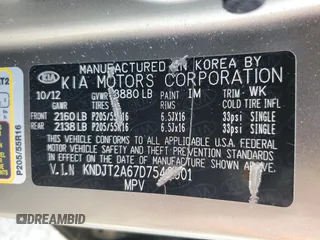 MANUFACTURED IN KOREA BY
KIA KIA MOTORS CORPORATION
10/12 GVWR 3880 LB PAINT IM TRIM WK
GAWR TIRES RIMS COLD TIRE INFL
FRONT 2160 LB P205/55R16 6.5Jx16 33psi SINGLE
REAR 2138 LB P205/55R16 6.5Jx16 33psi SINGLE
THIS VEHICLE CONFORMS TO ALL APPLICABLE U.S.A FEDERAL
MOTOR VEHICLE SAFETY STANDARDS IN
EFFECT ON THE DATE OF MANUFACTURE SHOWN ABOVE.
V.I.N
MPV
P205/55R16
DREAMBID